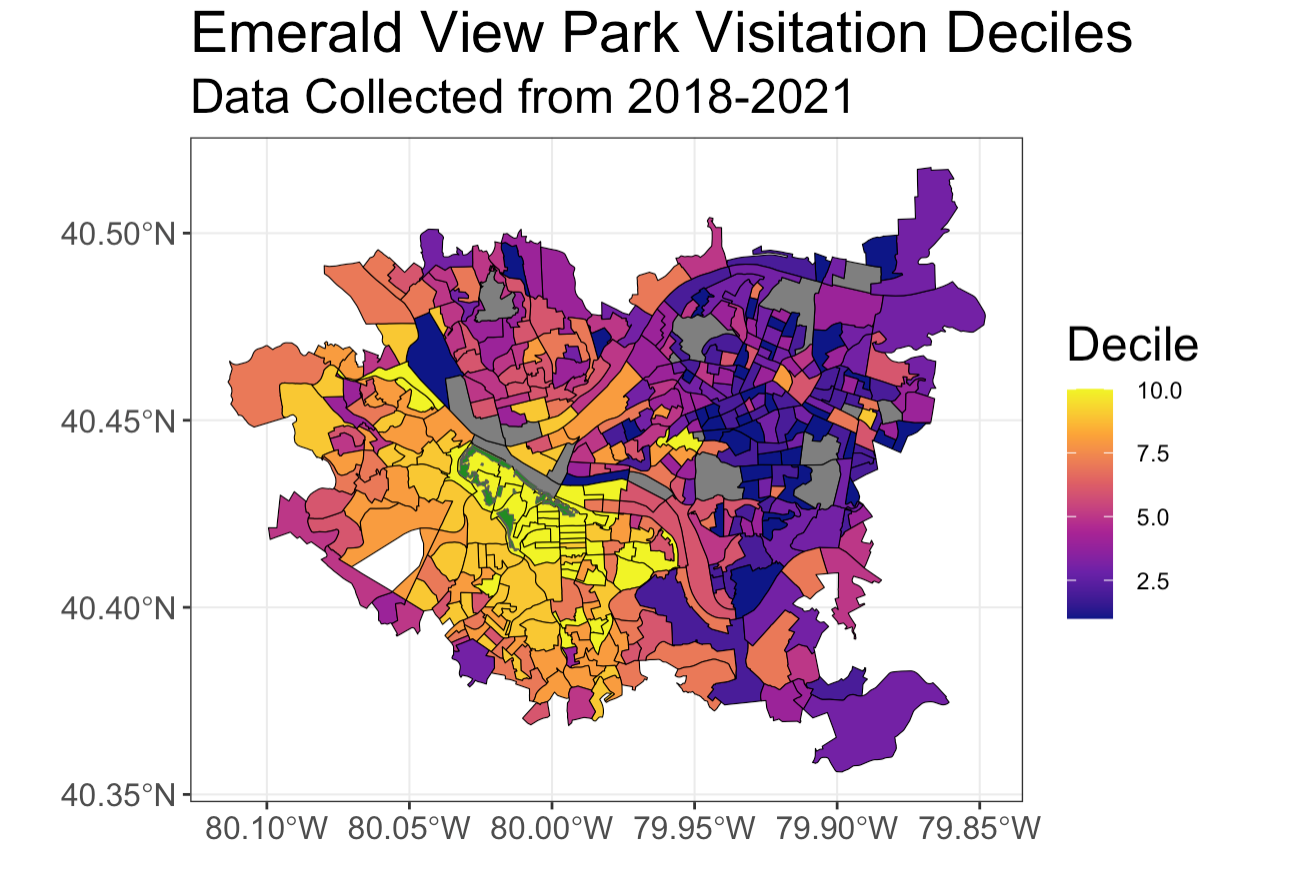 Emerald View Park Visitation Deciles
Data Collected from 2018-2021
40.50°N
40.45°N
40.40°N
40.35°N
80.10°W 80.05°W 80.00°W 79.95°W 79.90°W 79.85°W
Decile
10.0
7.5
5.0
2.5